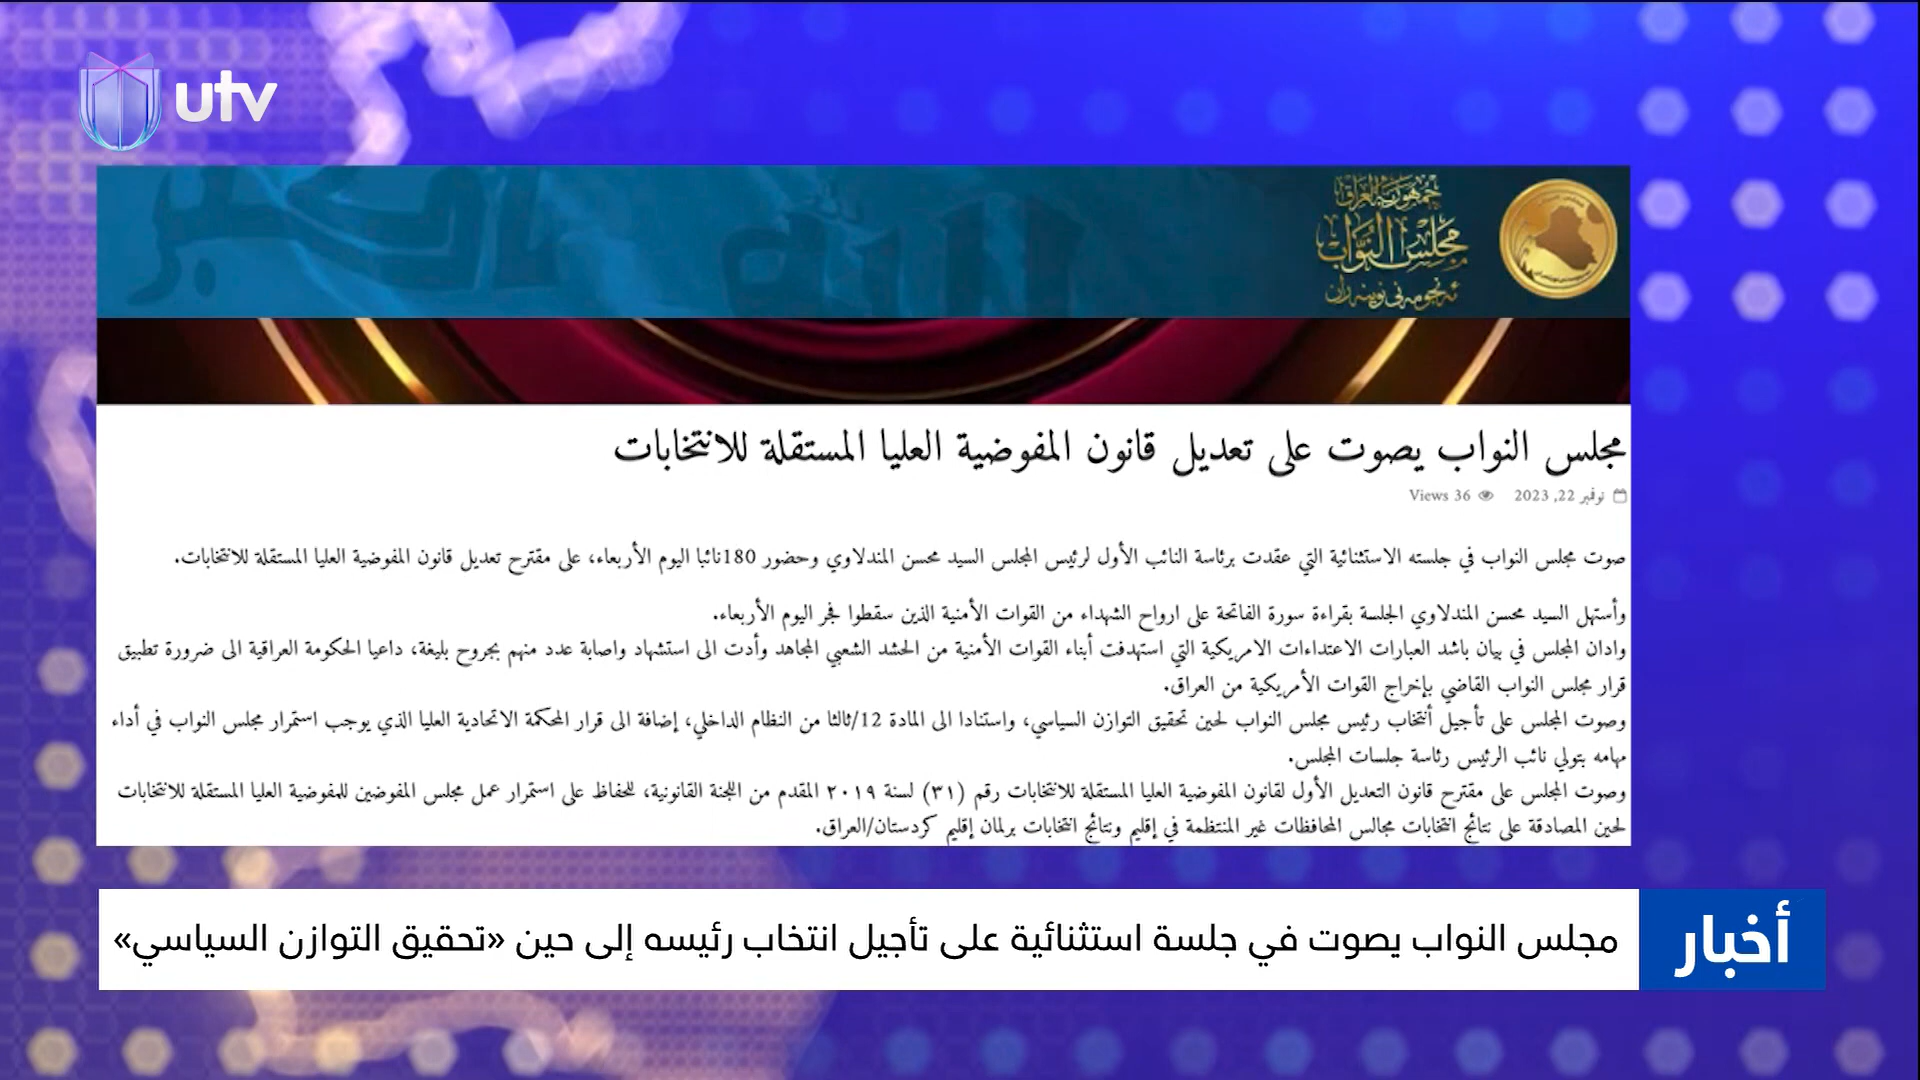 utv
جمهورية العراق
مجلس النواب
ئه نجومه ني نوينه ران
مجلس النواب يصوت على تعديل قانون المفوضية العليا المستقلة للانتخابات
نوفمبر 22, 2023 Views 36
صوت مجلس النواب في جلسته الاستثنائية التي عقدت برئاسة النائب الأول لرئيس المجلس السيد محسن المندلاوي وحضور 180نائبا اليوم الأربعاء، على مقترح تعديل قانون المفوضية العليا المستقلة للانتخابات.
وأستهل السيد محسن المندلاوي الجلسة بقراءة سورة الفاتحة على ارواح الشهداء من القوات الأمنية الذين سقطوا فجر اليوم الأربعاء.
وادان المجلس في بيان باشد العبارات الاعتداءات الامريكية التي استهدفت أبناء القوات الأمنية من الحشد الشعبي المجاهد وأدت الى استشهاد واصابة عدد منهم بجروح بليغة، داعيا الحكومة العراقية الى ضرورة تطبيق
قرار مجلس النواب القاضي بإخراج القوات الأمريكية من العراق.
وصوت المجلس على تأجيل أنتخاب رئيس مجلس النواب لحين تحقيق التوازن السياسي، واستنادا الى المادة 12/ثالثا من النظام الداخلي، إضافة الى قرار المحكمة الاتحادية العليا الذي يوجب استمرار مجلس النواب في أداء
مهامه بتولي نائب الرئيس رئاسة جلسات المجلس.
وصوت المجلس على مقترح قانون التعديل الأول لقانون المفوضية العليا المستقلة للانتخابات رقم (٣١) لسنة ٢٠١٩ المقدم من اللجنة القانونية، للحفاظ على استمرار عمل مجلس المفوضين للمفوضية العليا المستقلة للانتخابات
لحين المصادقة على نتائج انتخابات مجالس المحافظات غير المنتظمة في إقليم ونتائج انتخابات برلمان إقليم كردستان/العراق.
أخبار
مجلس النواب يصوت في جلسة استثنائية على تأجيل انتخاب رئيسه إلى حين «تحقيق التوازن السياسي»